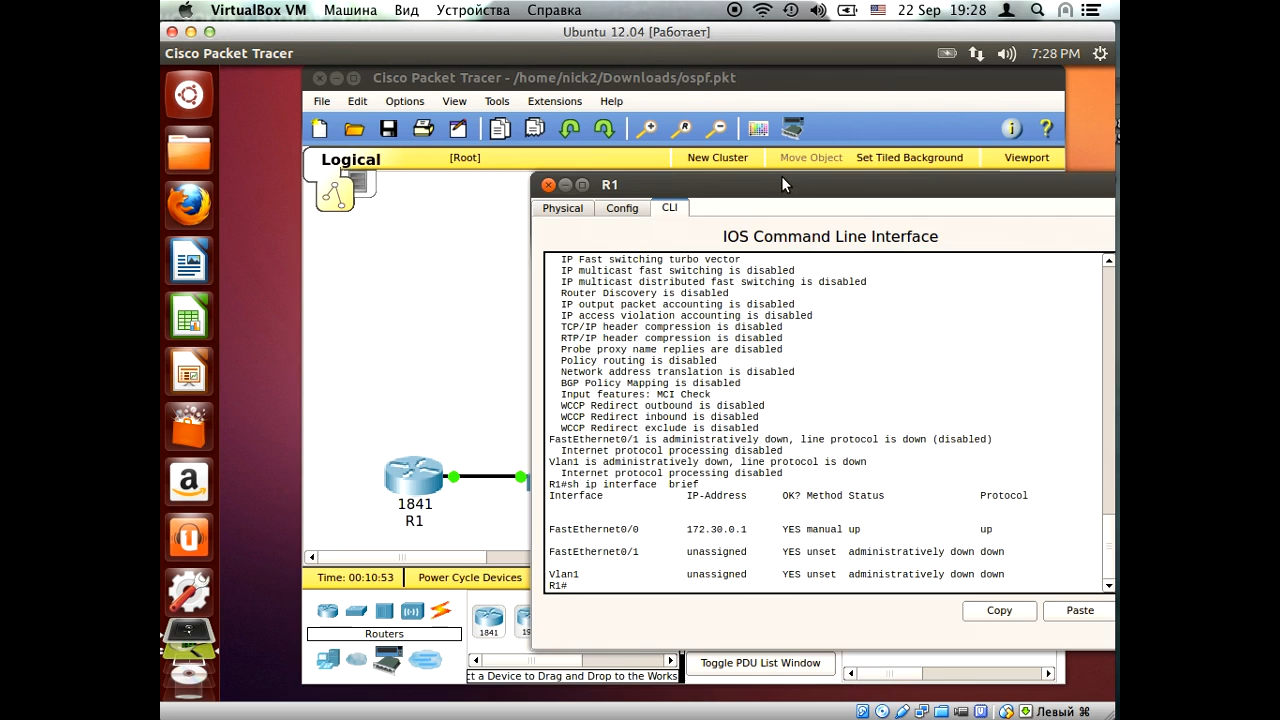 VirtualBox VM Машина Вид Устройства Справка 22 Sep 19:28
Ubuntu 12.04 [Работает]
Cisco Packet Tracer 7:28 PM
Cisco Packet Tracer - /home/nick2/Downloads/ospf.pkt
File Edit Options View Tools Extensions Help
Logical [Root] New Cluster Move Object Set Tiled Background Viewport
R1
Physical Config CLI
IOS Command Line Interface
IP Fast switching turbo vector
IP multicast fast switching is disabled
IP multicast distributed fast switching is disabled
Router Discovery is disabled
IP output packet accounting is disabled
IP access violation accounting is disabled
TCP/IP header compression is disabled
RTP/IP header compression is disabled
Probe proxy name replies are disabled
Policy routing is disabled
Network address translation is disabled
BGP Policy Mapping is disabled
Input features: MCI Check
WCCP Redirect outbound is disabled
WCCP Redirect inbound is disabled
WCCP Redirect exclude is disabled
FastEthernet0/1 is administratively down, line protocol is down (disabled)
Internet protocol processing disabled
Vlan1 is administratively down, line protocol is down
Internet protocol processing disabled
R1#sh ip interface  brief
Interface IP-Address OK? Method Status Protocol
FastEthernet0/0 172.30.0.1 YES manual up up
FastEthernet0/1 unassigned YES unset administratively down down
Vlan1 unassigned YES unset administratively down down
R1#
Copy Paste
1841
R1
Time: 00:10:53 Power Cycle Devices
Routers
1841
Toggle PDU List Window
ct a Device to Drag and Drop to the Works
Левый ⌘